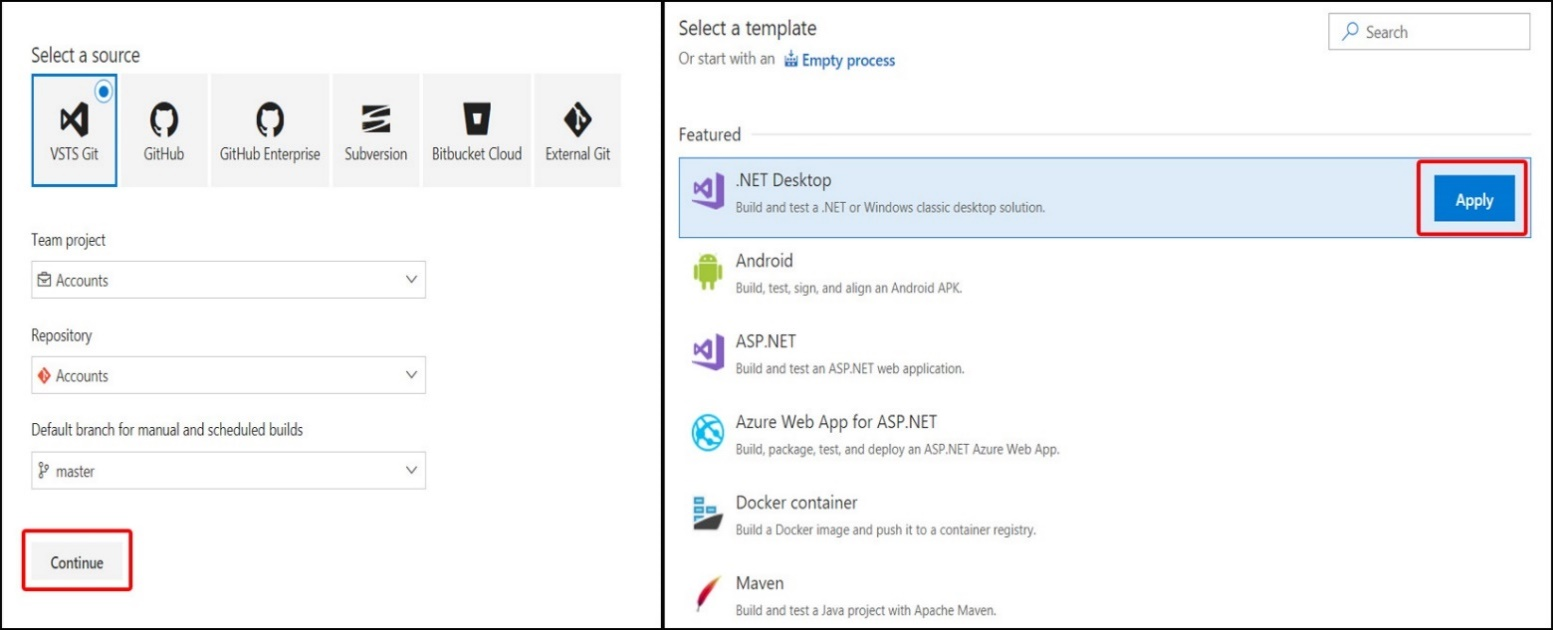 Select a source
VSTS Git
GitHub
GitHub Enterprise
Subversion
Bitbucket Cloud
External Git
Team project
Accounts
Repository
Accounts
Default branch for manual and scheduled builds
master
Continue
Select a template
Search
Or start with an Empty process
Featured
.NET Desktop
Build and test a .NET or Windows classic desktop solution.
Apply
Android
Build, test, sign, and align an Android APK.
ASP.NET
Build and test an ASP.NET web application.
Azure Web App for ASP.NET
Build, package, test, and deploy an ASP.NET Azure Web App.
Docker container
Build a Docker image and push it to a container registry.
Maven
Build and test a Java project with Apache Maven.